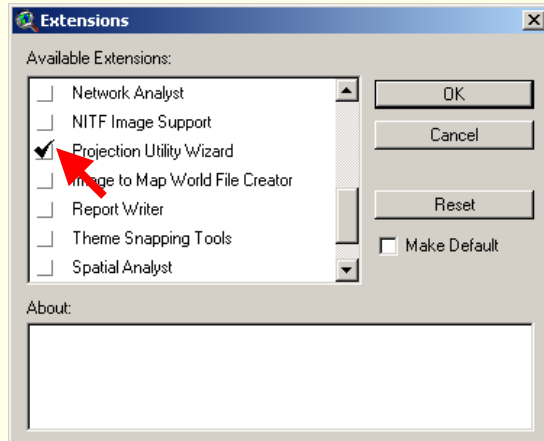 Extensions
Available Extensions:
Network Analyst
NITF Image Support
Projection Utility Wizard
Image to Map World File Creator
Report Writer
Theme Snapping Tools
Spatial Analyst
OK
Cancel
Reset
Make Default
About: